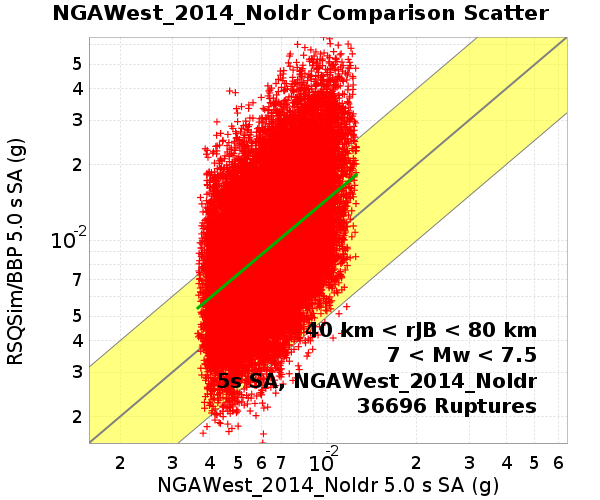 NGAWest_2014_NoIdr Comparison Scatter
RSQSim/BBP 5.0 s SA (g)
5
4
3
2
10-2
7
5
4
3
2
40 km < rJB < 80 km
7 < Mw < 7.5
5s SA, NGAWest_2014_NoIdr
36696 Ruptures
2 3 4 5 6 7 10-2 2 3 4 5 6
NGAWest_2014_NoIdr 5.0 s SA (g)